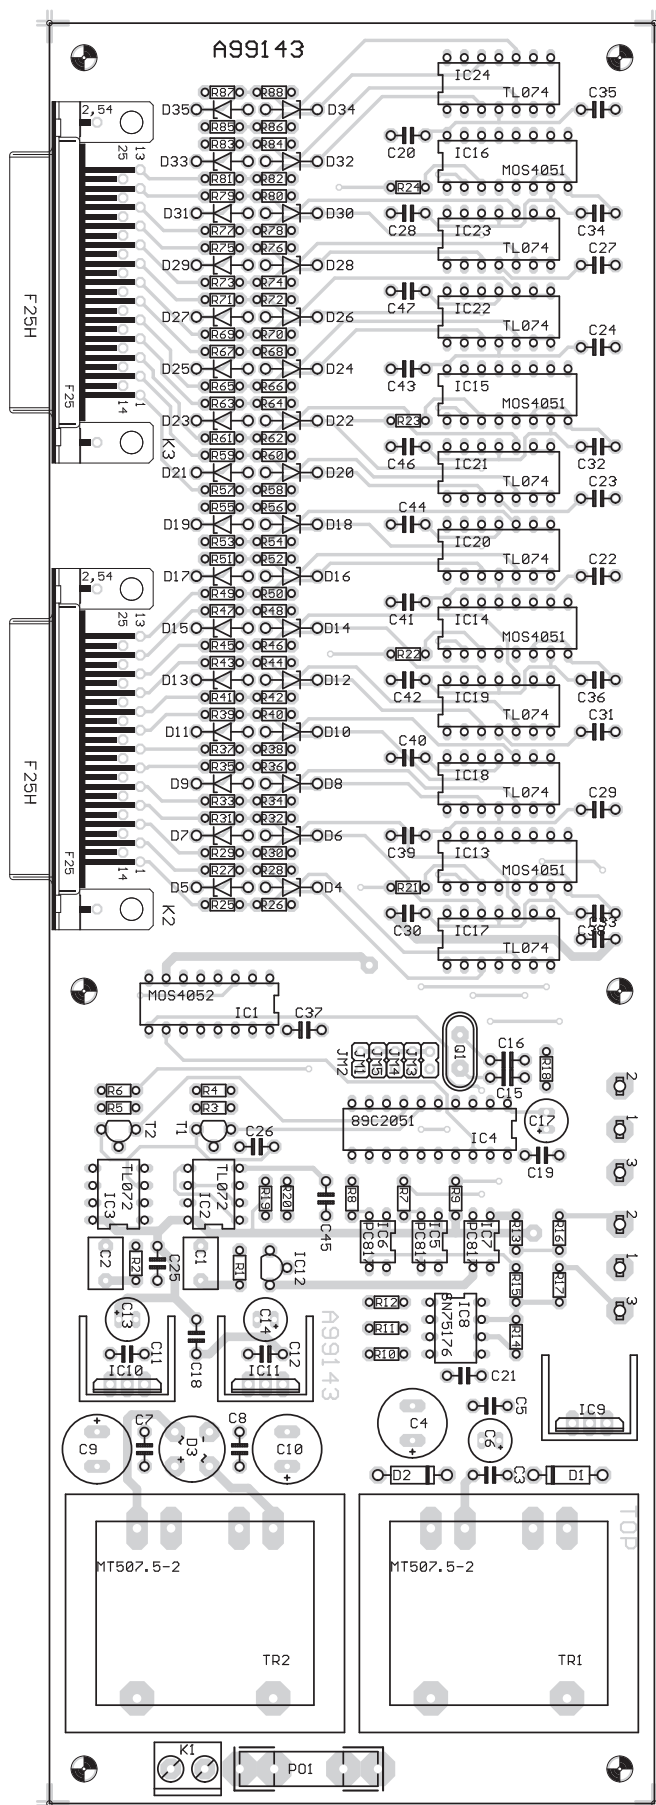 A99143
R87 R88
IC24
TL074
C35
D35 D34
R85 R86
2,54
13
25
R83 R84
C20
IC16
MOS4051
D33 D32
R81 R82
R24
R79 R80
D31 D30
C28
IC23
TL074
C34
R77 R78
R75 R76
D29 D28
C27
R73 R74
F25H
C47
IC22
TL074
R71 R72
D27 D26
R69 R70
C24
R67 R68
D25 D24
C43
IC15
MOS4051
R65 R66
F25
14
1
R63 R64
D23 D22
R23
R61 R62
K3
C46
IC21
TL074
C32
R59 R60
D21 D20
R57 R58
C23
R55 R56
C44
D19 D18
IC20
TL074
R53 R54
R51 R52
2,54
13
25
D17 D16
C22
R49 R50
C41
IC14
MOS4051
R47 R48
D15 D14
R45 R46
R22
R43 R44
D13 D12
C42
IC19
TL074
C36
R41 R42
R39 R40
D11 D10
C31
R37 R38
F25H
C40
IC18
TL074
R35 R36
D9 D8
R33 R34
C29
R31 R32
D7 D6
C39
IC13
MOS4051
R29 R30
F25
14
1
R27 R28
D5 D4
R21
R25 R26
K2
C30
IC17
TL074
C33
C38
MOS4052
IC1
C37
JM2
JM1
JM5
JM4
JM3
Q1
C16
C15
R18
2
1
3
R6 R4
R5 R3
T2 T1
C26
89C2051
IC4
C17
C19
TL072
IC3
TL072
IC2
R19
R20
C45
R8
R7
R9
IC6
PC817
IC5
PC817
IC7
PC817
R13
R16
2
1
3
C2
R2
C25
C1
R1
IC12
R15
R17
C13
C18
C14
A99143
R12
R11
R10
IC8
SN75176
R14
IC10
C11
IC11
C12
C21
IC9
C9
C7
D3
C8
C10
C4
C5
C6
D2
C3
D1
TOP
MT507.5-2
TR2
MT507.5-2
TR1
K1
PO1